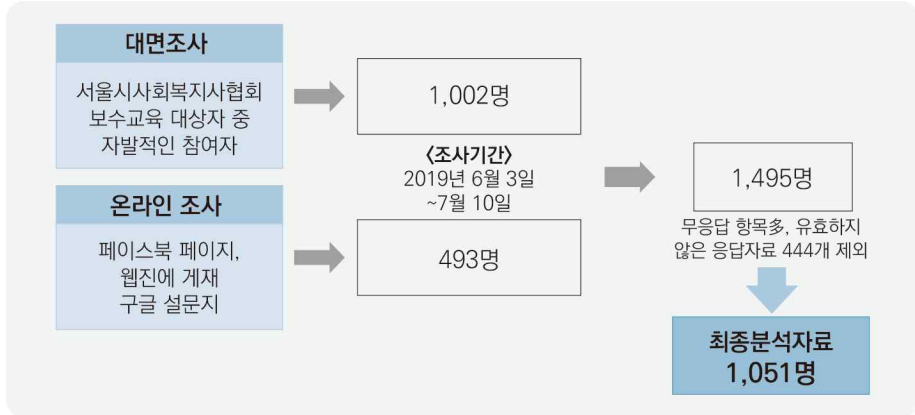 대면조사
서울시사회복지사협회
보수교육 대상자 중
자발적인 참여자
1,002명
〈조사기간〉
2019년 6월 3일
~7월 10일
온라인 조사
페이스북 페이지,
웹진에 게재
구글 설문지
493명
1,495명
무응답 항목多, 유효하지
않은 응답자료 444개 제외
최종분석자료
1,051명